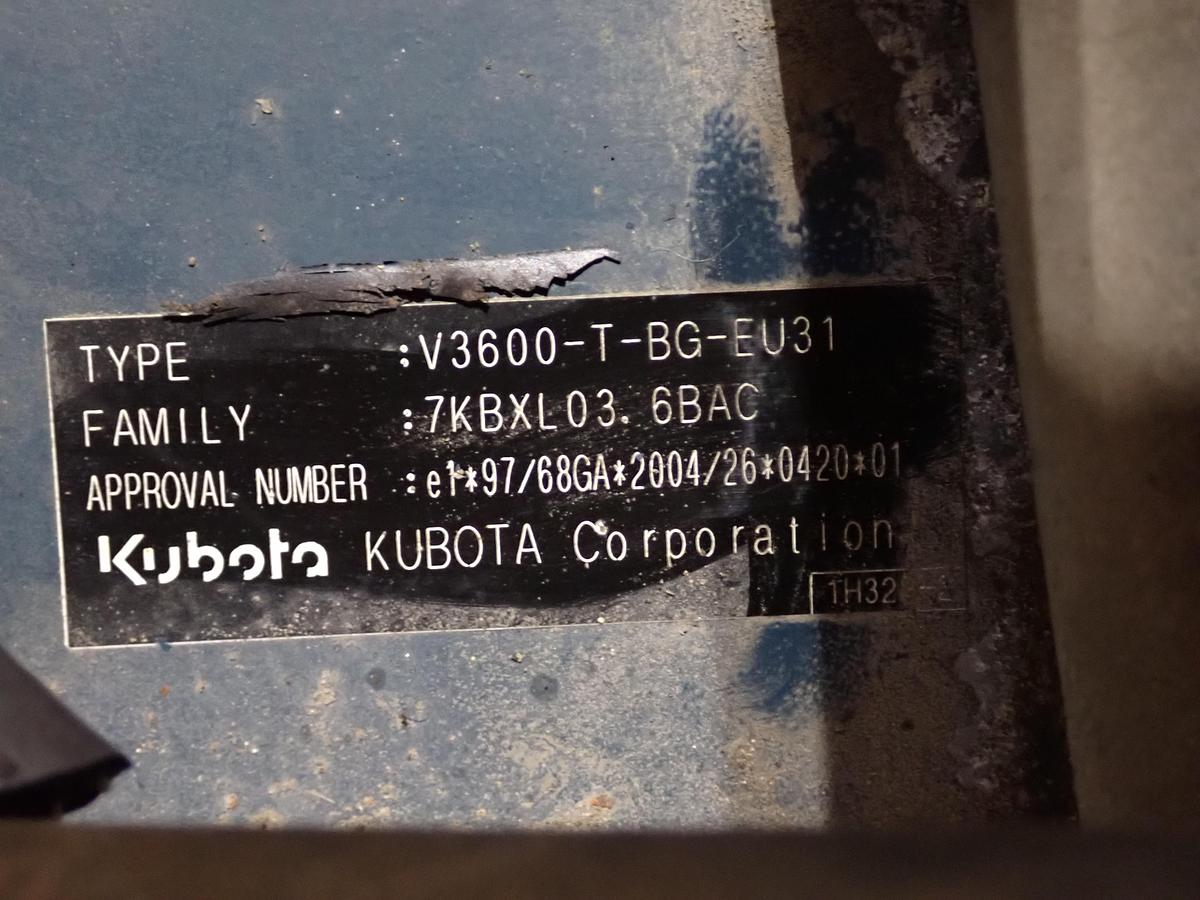 TYPE :V3600-T-BG-EU31
FAMILY :7KBXL03.6BAC
APPROVAL NUMBER :e1*97/68GA*2004/26*0420*01
Kubota KUBOTA Corporation